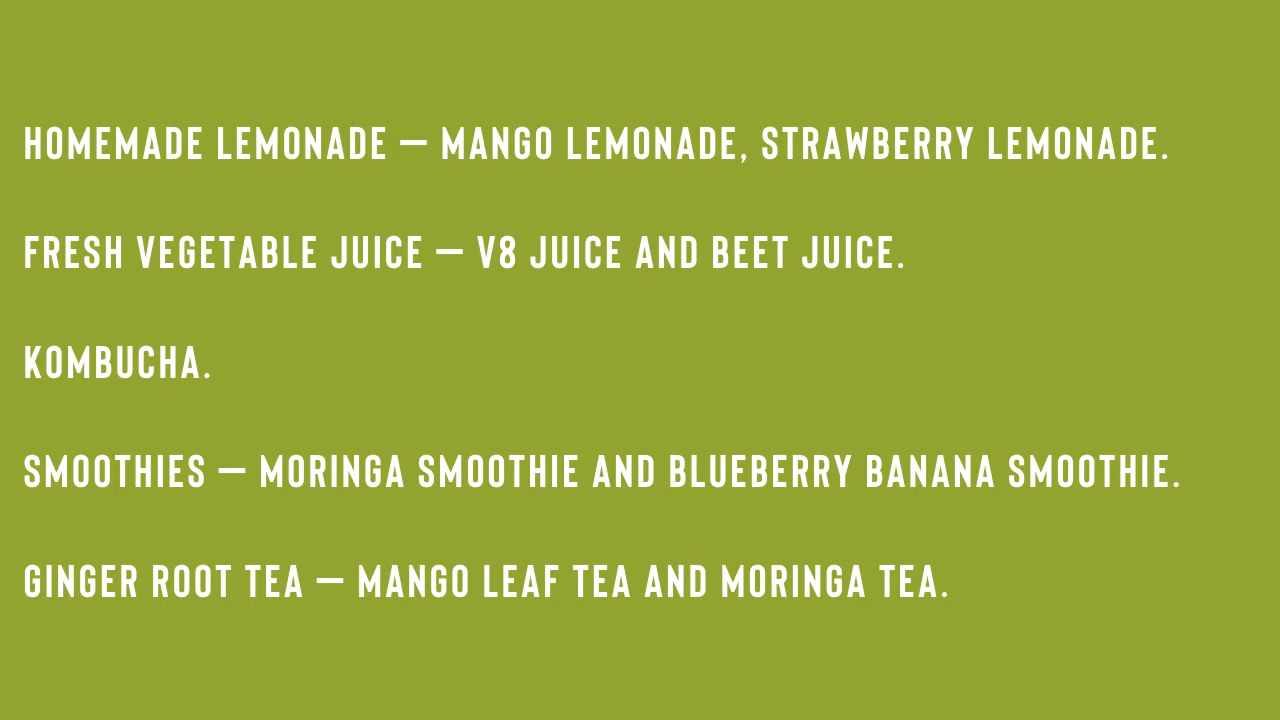 HOMEMADE LEMONADE — MANGO LEMONADE, STRAWBERRY LEMONADE.
FRESH VEGETABLE JUICE — V8 JUICE AND BEET JUICE.
KOMBUCHA.
SMOOTHIES — MORINGA SMOOTHIE AND BLUEBERRY BANANA SMOOTHIE.
GINGER ROOT TEA — MANGO LEAF TEA AND MORINGA TEA.